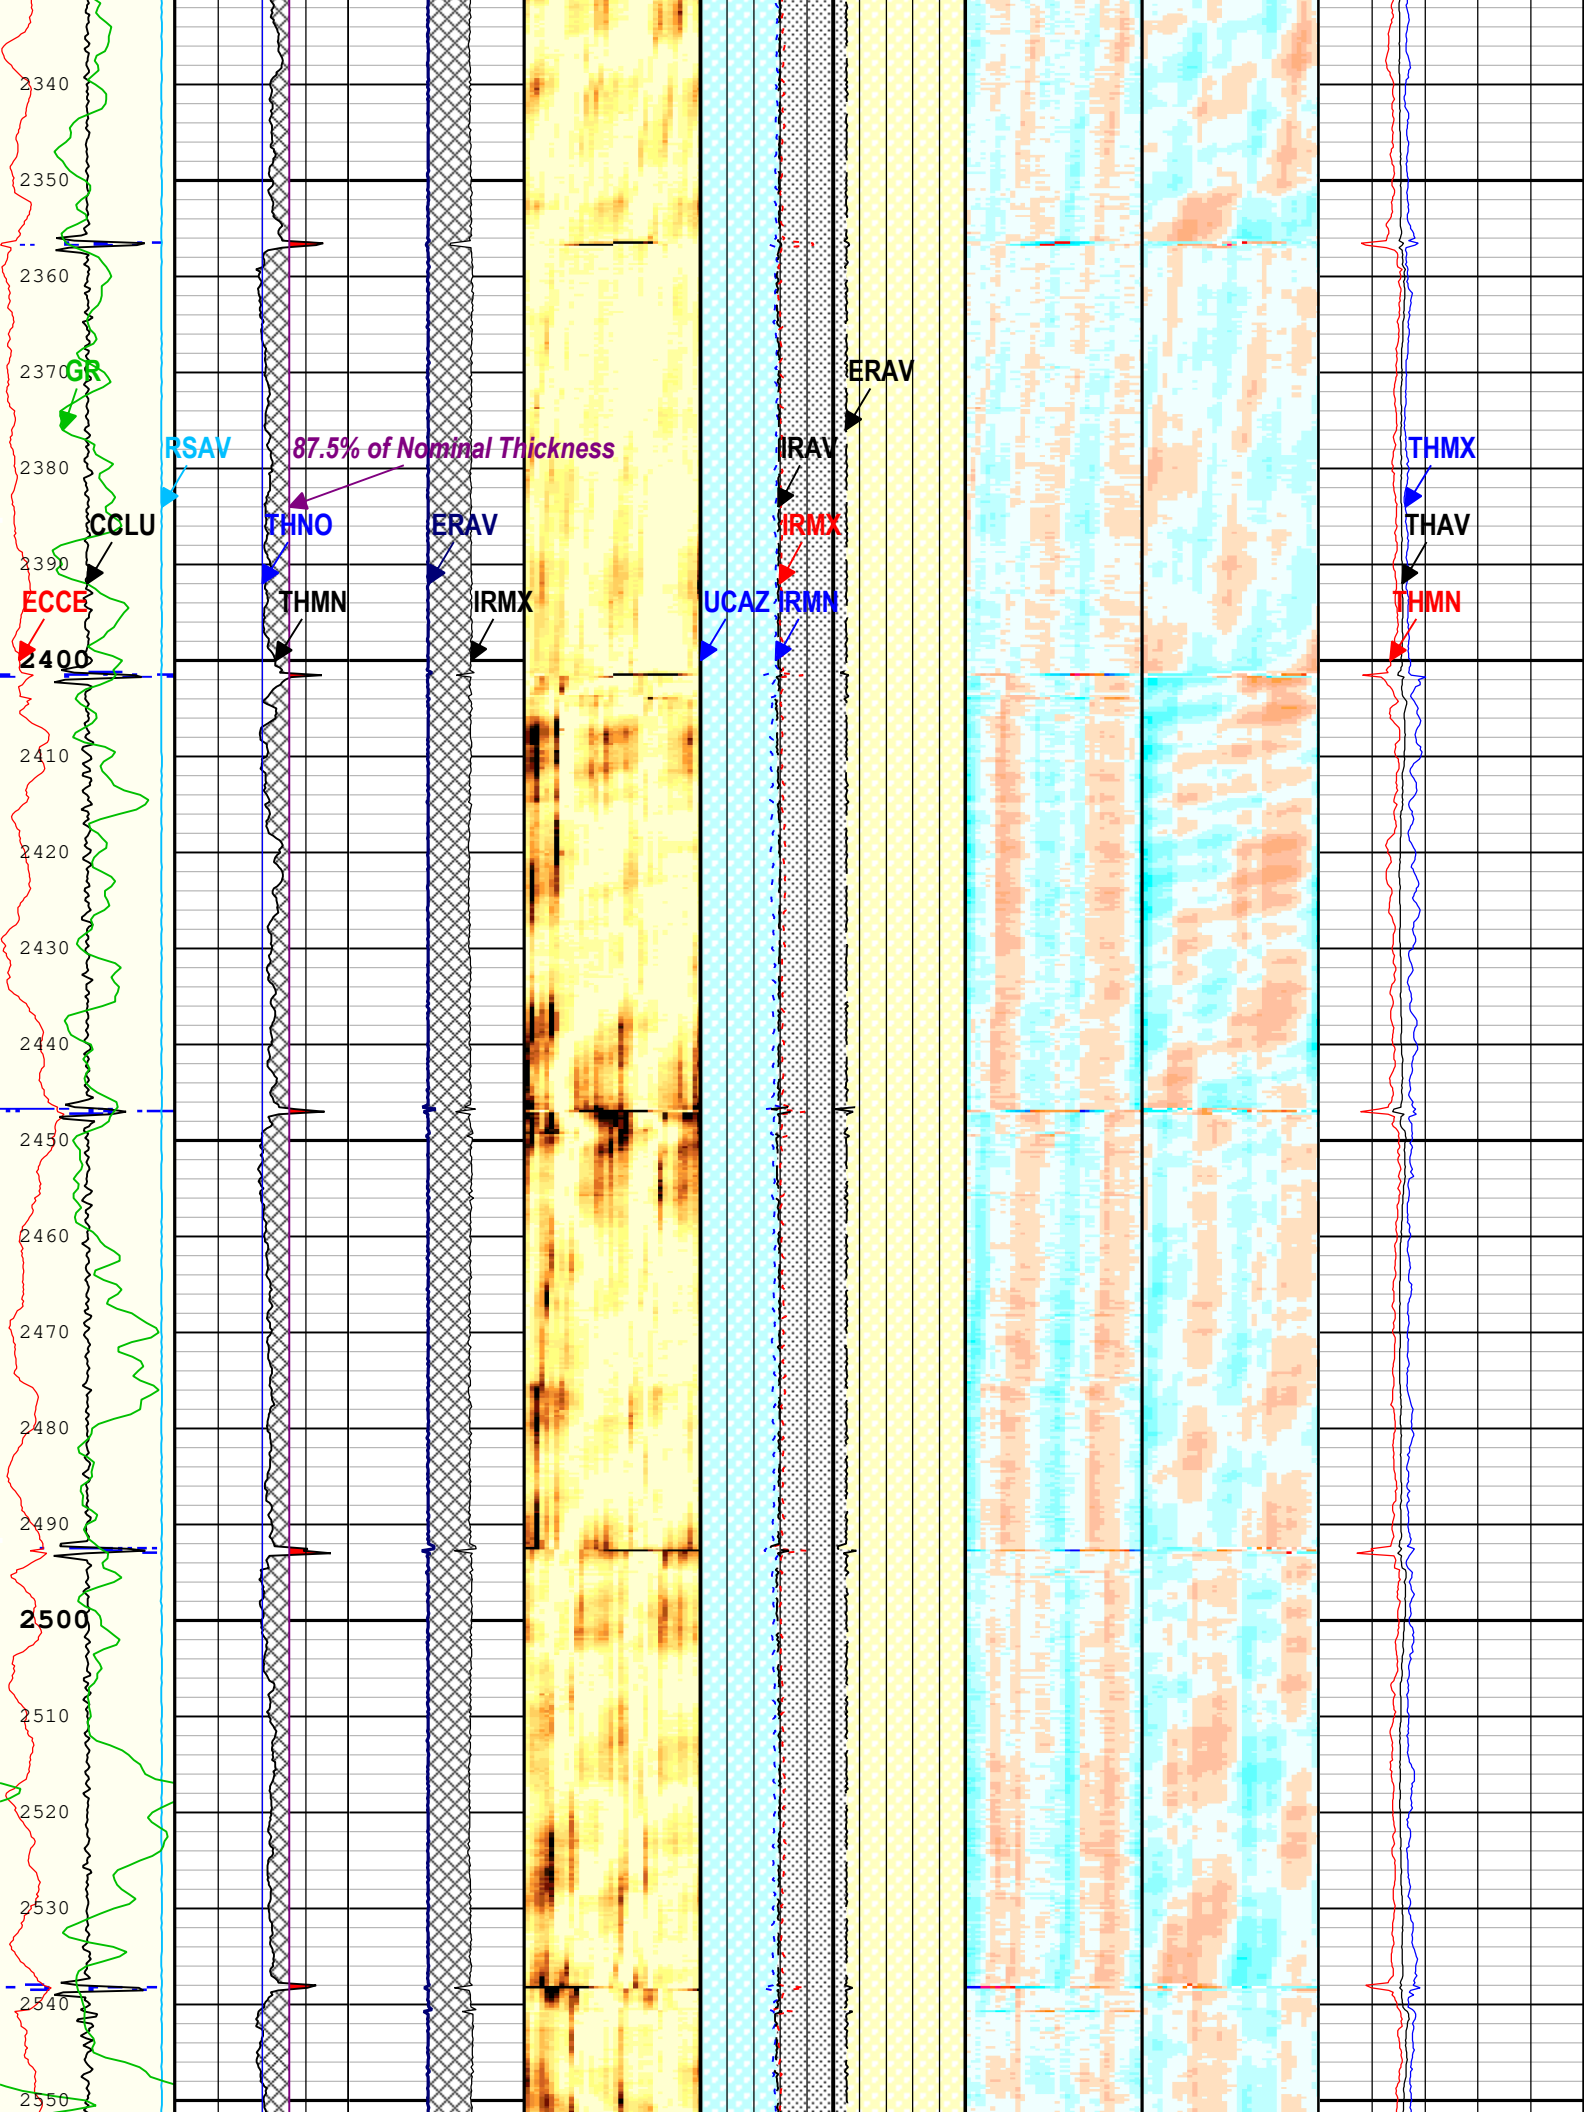 2340
2350
2360
2370
GR
ERAV
RSAV
87.5% of Nominal Thickness
IRAV
THMX
2380
CCLU
THNO
ERAV
IRMX
THAV
2390
ECCE
THMN
IRMX
UCAZ
IRMN
THMN
2400
2410
2420
2430
2440
2450
2460
2470
2480
2490
2500
2510
2520
2530
2540
2550